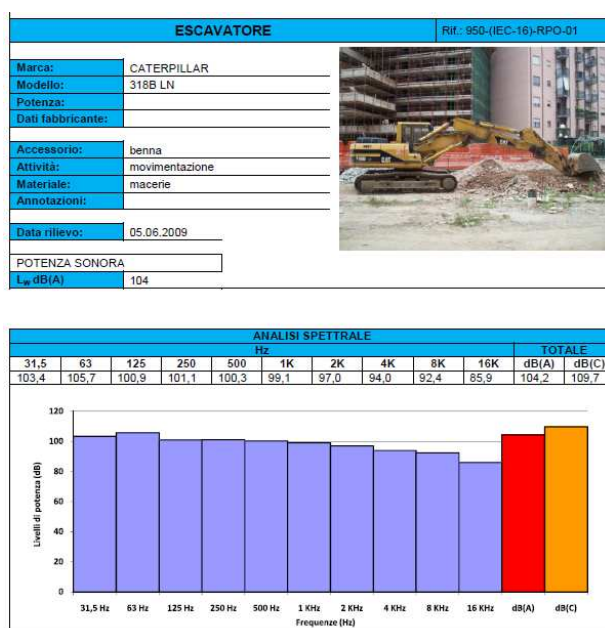 ESCAVATORE Rif.: 950-(IEC-16)-RPO-01
Marca: CATERPILLAR
Modello: 318B LN
Potenza:
Dati fabbricante:
Accessorio: benna
Attività: movimentazione
Materiale: macerie
Annotazioni:
Data rilievo: 05.06.2009
POTENZA SONORA
Lw dB(A) 104
CAT
ANALISI SPETTRALE
Hz TOTALE
31,5 63 125 250 500 1K 2K 4K 8K 16K dB(A) dB(C)
103,4 105,7 100,9 101,1 100,3 99,1 97,0 94,0 92,4 85,9 104,2 109,7
Livelli di potenza (dB)
120
100
80
60
40
20
0
31,5 Hz 63 Hz 125 Hz 250 Hz 500 Hz 1 KHz 2 KHz 4 KHz 8 KHz 16 KHz dB(A) dB(C)
Frequenze (Hz)